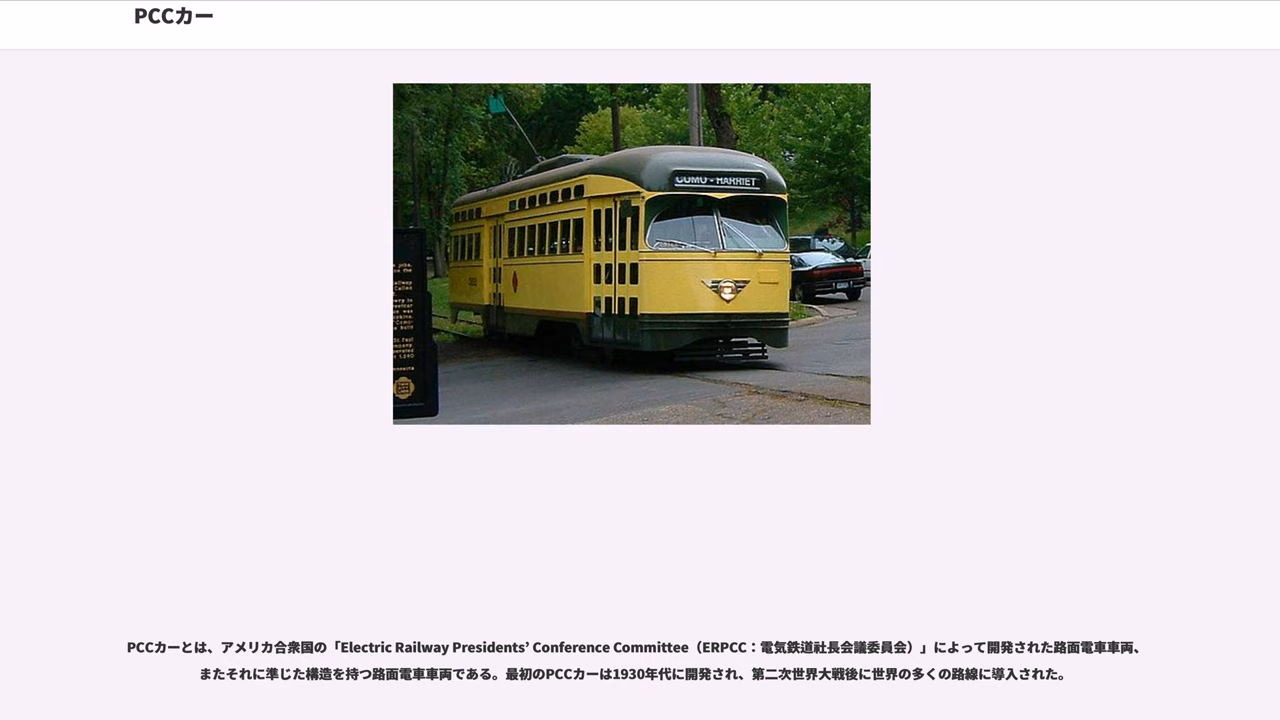 PCCカー
COMO - HARRIET
PCCカーとは、アメリカ合衆国の「Electric Railway Presidents’ Conference Committee（ERPCC：電気鉄道社長会議委員会）」によって開発された路面電車車両、
またそれに準じた構造を持つ路面電車車両である。最初のPCCカーは1930年代に開発され、第二次世界大戦後に世界の多くの路線に導入された。